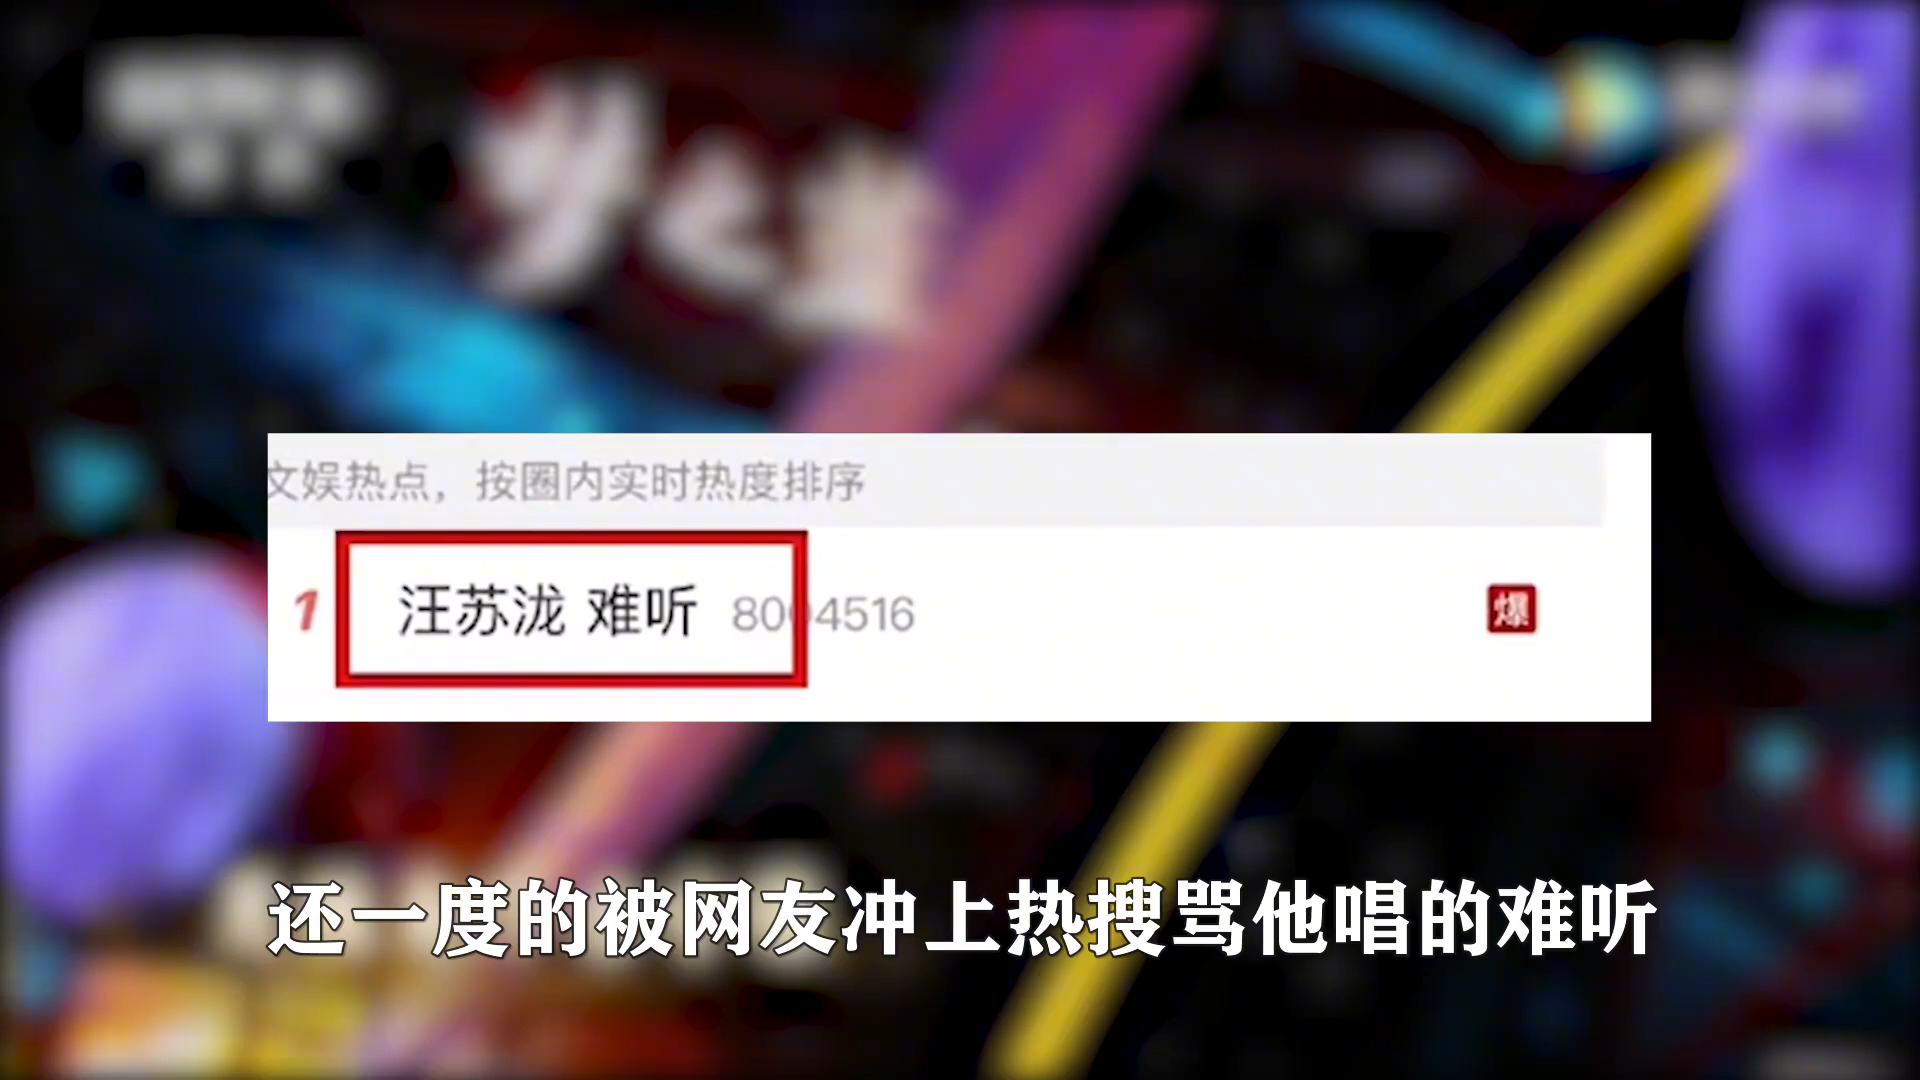 文娱热点，按圈内实时热度排序
1 汪苏泷 难听 8004516 爆
还一度的被网友冲上热搜骂他唱的难听